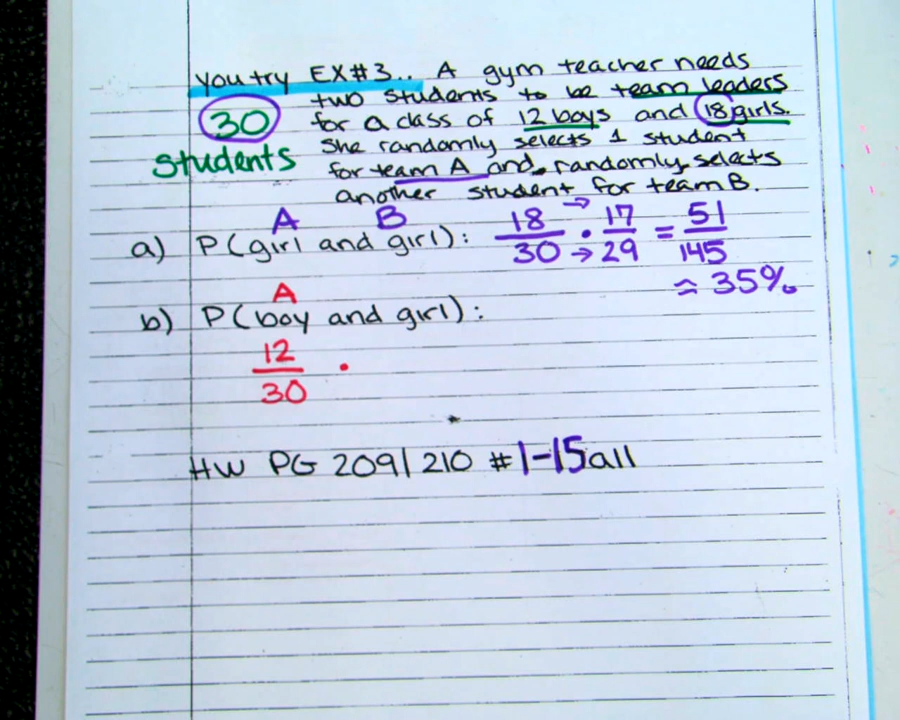 You try EX#3... A gym teacher needs
two students to be team leaders
30 for a class of 12 boys and 18 girls.
She randomly selects 1 student
students for team A and randomly selects
another student for team B.
A B
a) P(girl and girl): 18/30 → • → 17/29 = 51/145
≈ 35%
A
b) P(boy and girl):
12/30 •
HW PG 209/210 #1-15all